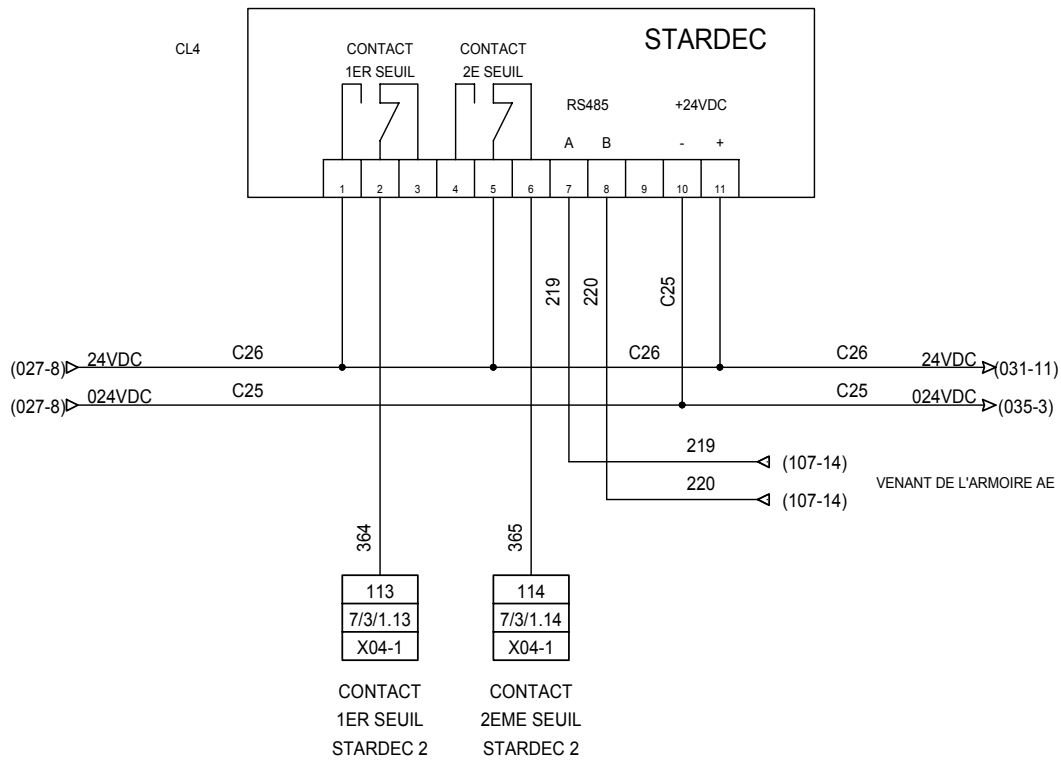 STARDEC
CL4
CONTACT
1ER SEUIL
CONTACT
2E SEUIL
RS485
+24VDC
A B - +
1 2 3 4 5 6 7 8 9 10 11
219
220
C25
(027-8) 24VDC C26 C26 C26 24VDC (031-11)
(027-8) 024VDC C25 C25 024VDC (035-3)
219 (107-14)
220 (107-14)
VENANT DE L'ARMOIRE AE
364
365
113
7/3/1.13
X04-1
CONTACT
1ER SEUIL
STARDEC 2
114
7/3/1.14
X04-1
CONTACT
2EME SEUIL
STARDEC 2